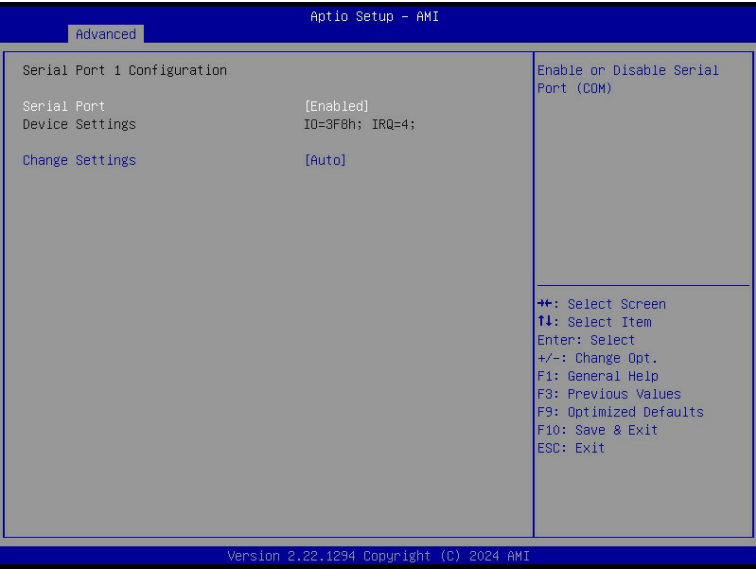 Aptio Setup – AMI
Advanced
Serial Port 1 Configuration
Serial Port [Enabled]
Device Settings IO=3F8h; IRQ=4;
Change Settings [Auto]
Enable or Disable Serial
Port (COM)
→←: Select Screen
↑↓: Select Item
Enter: Select
+/-: Change Opt.
F1: General Help
F3: Previous Values
F9: Optimized Defaults
F10: Save & Exit
ESC: Exit
Version 2.22.1294 Copyright (C) 2024 AMI